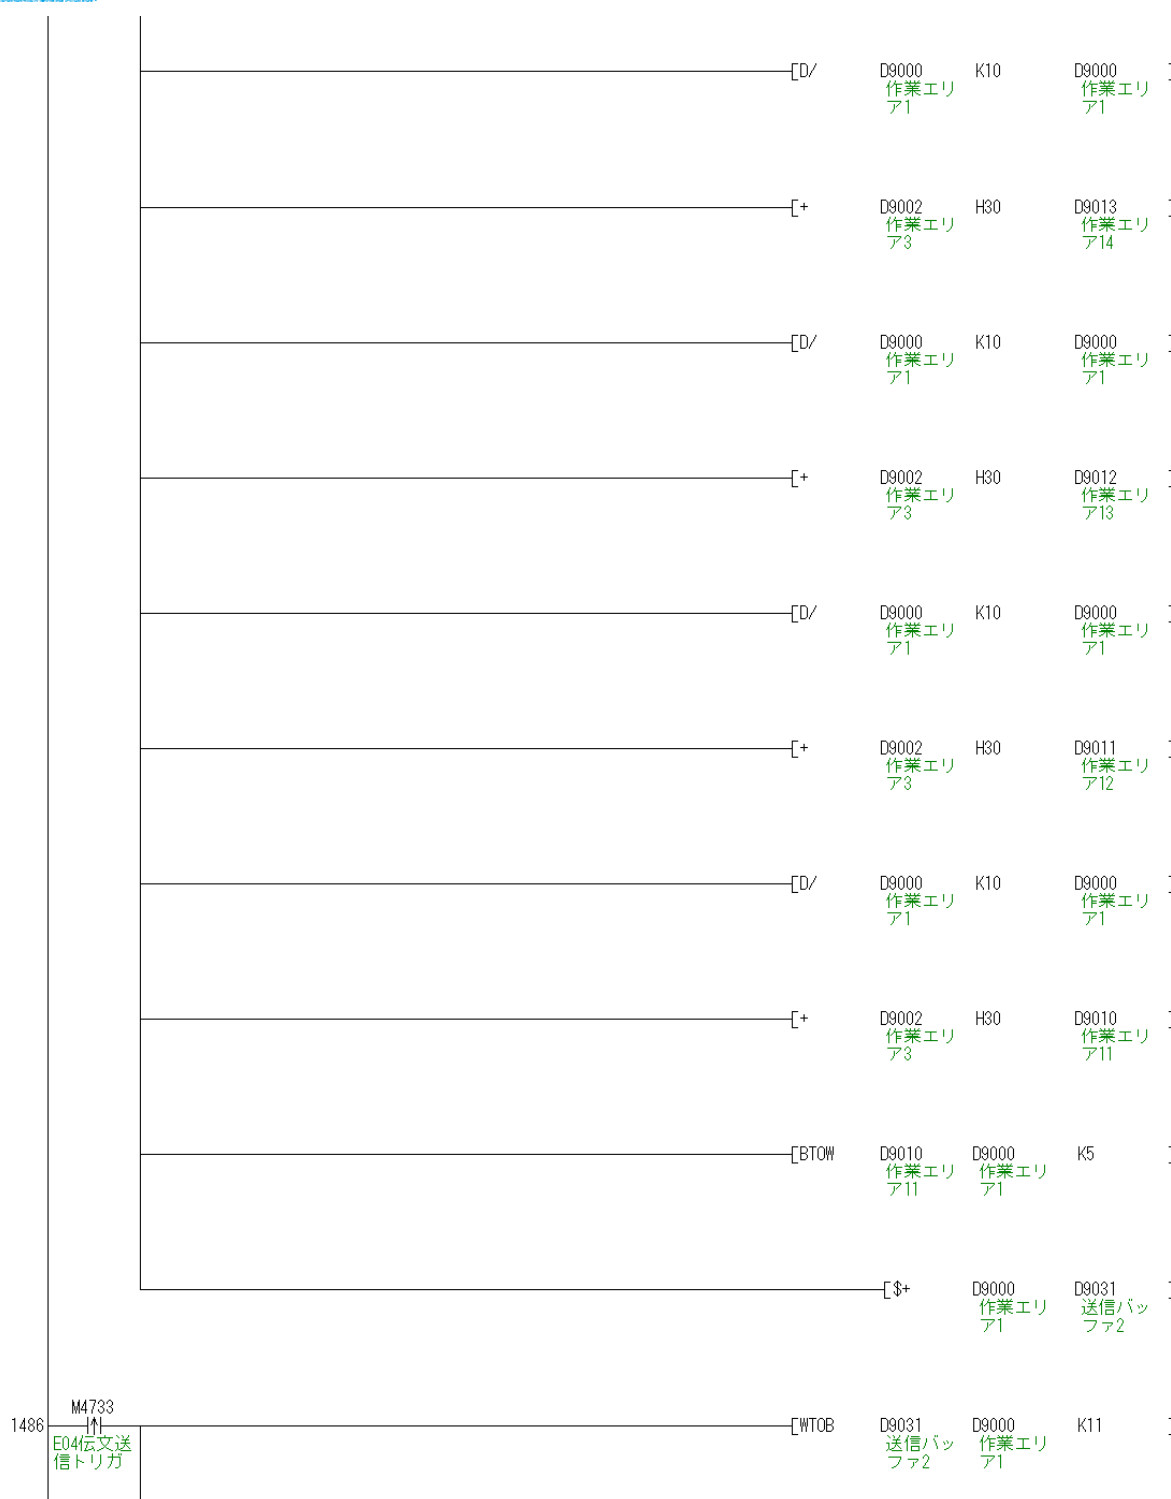 [D/ D9000 K10 D9000 ]
作業エリ 作業エリ
ア1 ア1
[+ D9002 H30 D9013 ]
作業エリ 作業エリ
ア3 ア14
[D/ D9000 K10 D9000 ]
作業エリ 作業エリ
ア1 ア1
[+ D9002 H30 D9012 ]
作業エリ 作業エリ
ア3 ア13
[D/ D9000 K10 D9000 ]
作業エリ 作業エリ
ア1 ア1
[+ D9002 H30 D9011 ]
作業エリ 作業エリ
ア3 ア12
[D/ D9000 K10 D9000 ]
作業エリ 作業エリ
ア1 ア1
[+ D9002 H30 D9010 ]
作業エリ 作業エリ
ア3 ア11
[BTOW D9010 D9000 K5 ]
作業エリ 作業エリ
ア11 ア1
[$+ D9000 D9031 ]
作業エリ 送信バッ
ア1 ファ2
M4733
1486 [WTOB D9031 D9000 K11 ]
E04伝文送 送信バッ 作業エリ
信トリガ ファ2 ア1